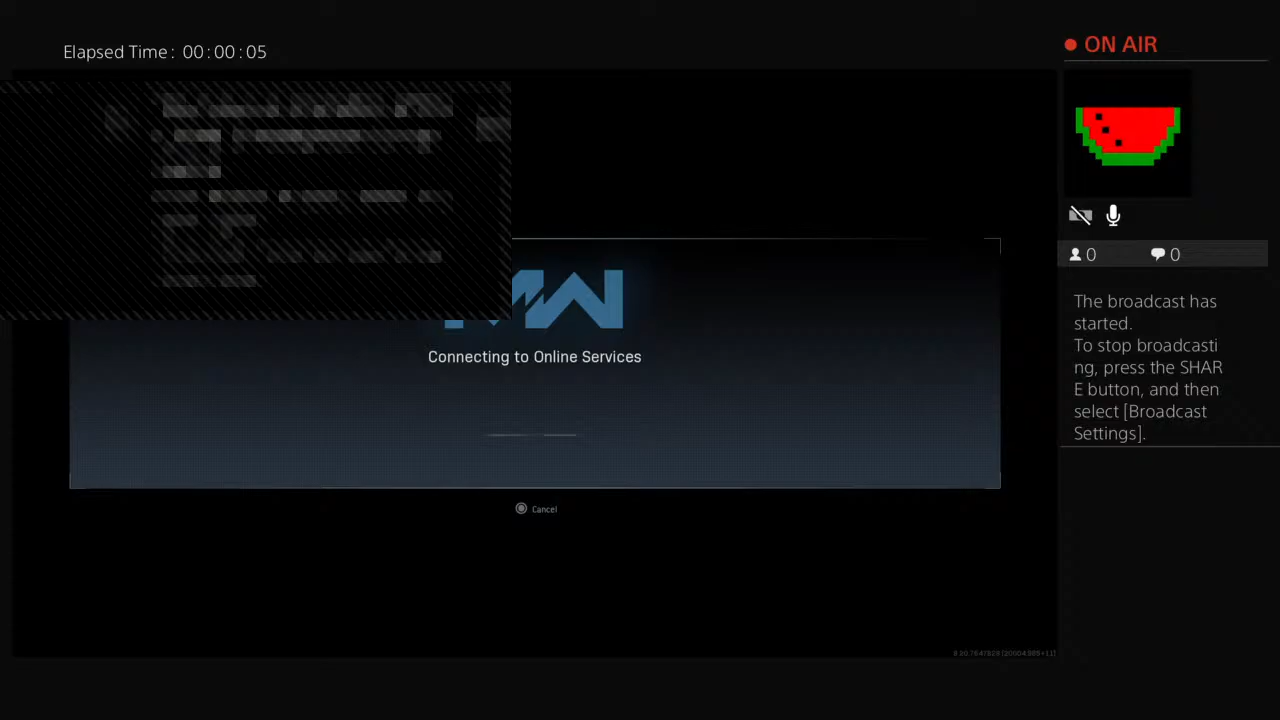 Elapsed Time: 00:00:05
ON AIR
0
0
The broadcast has
started.
To stop broadcasti
ng, press the SHAR
E button, and then
select [Broadcast
Settings].
MW
Connecting to Online Services
Cancel